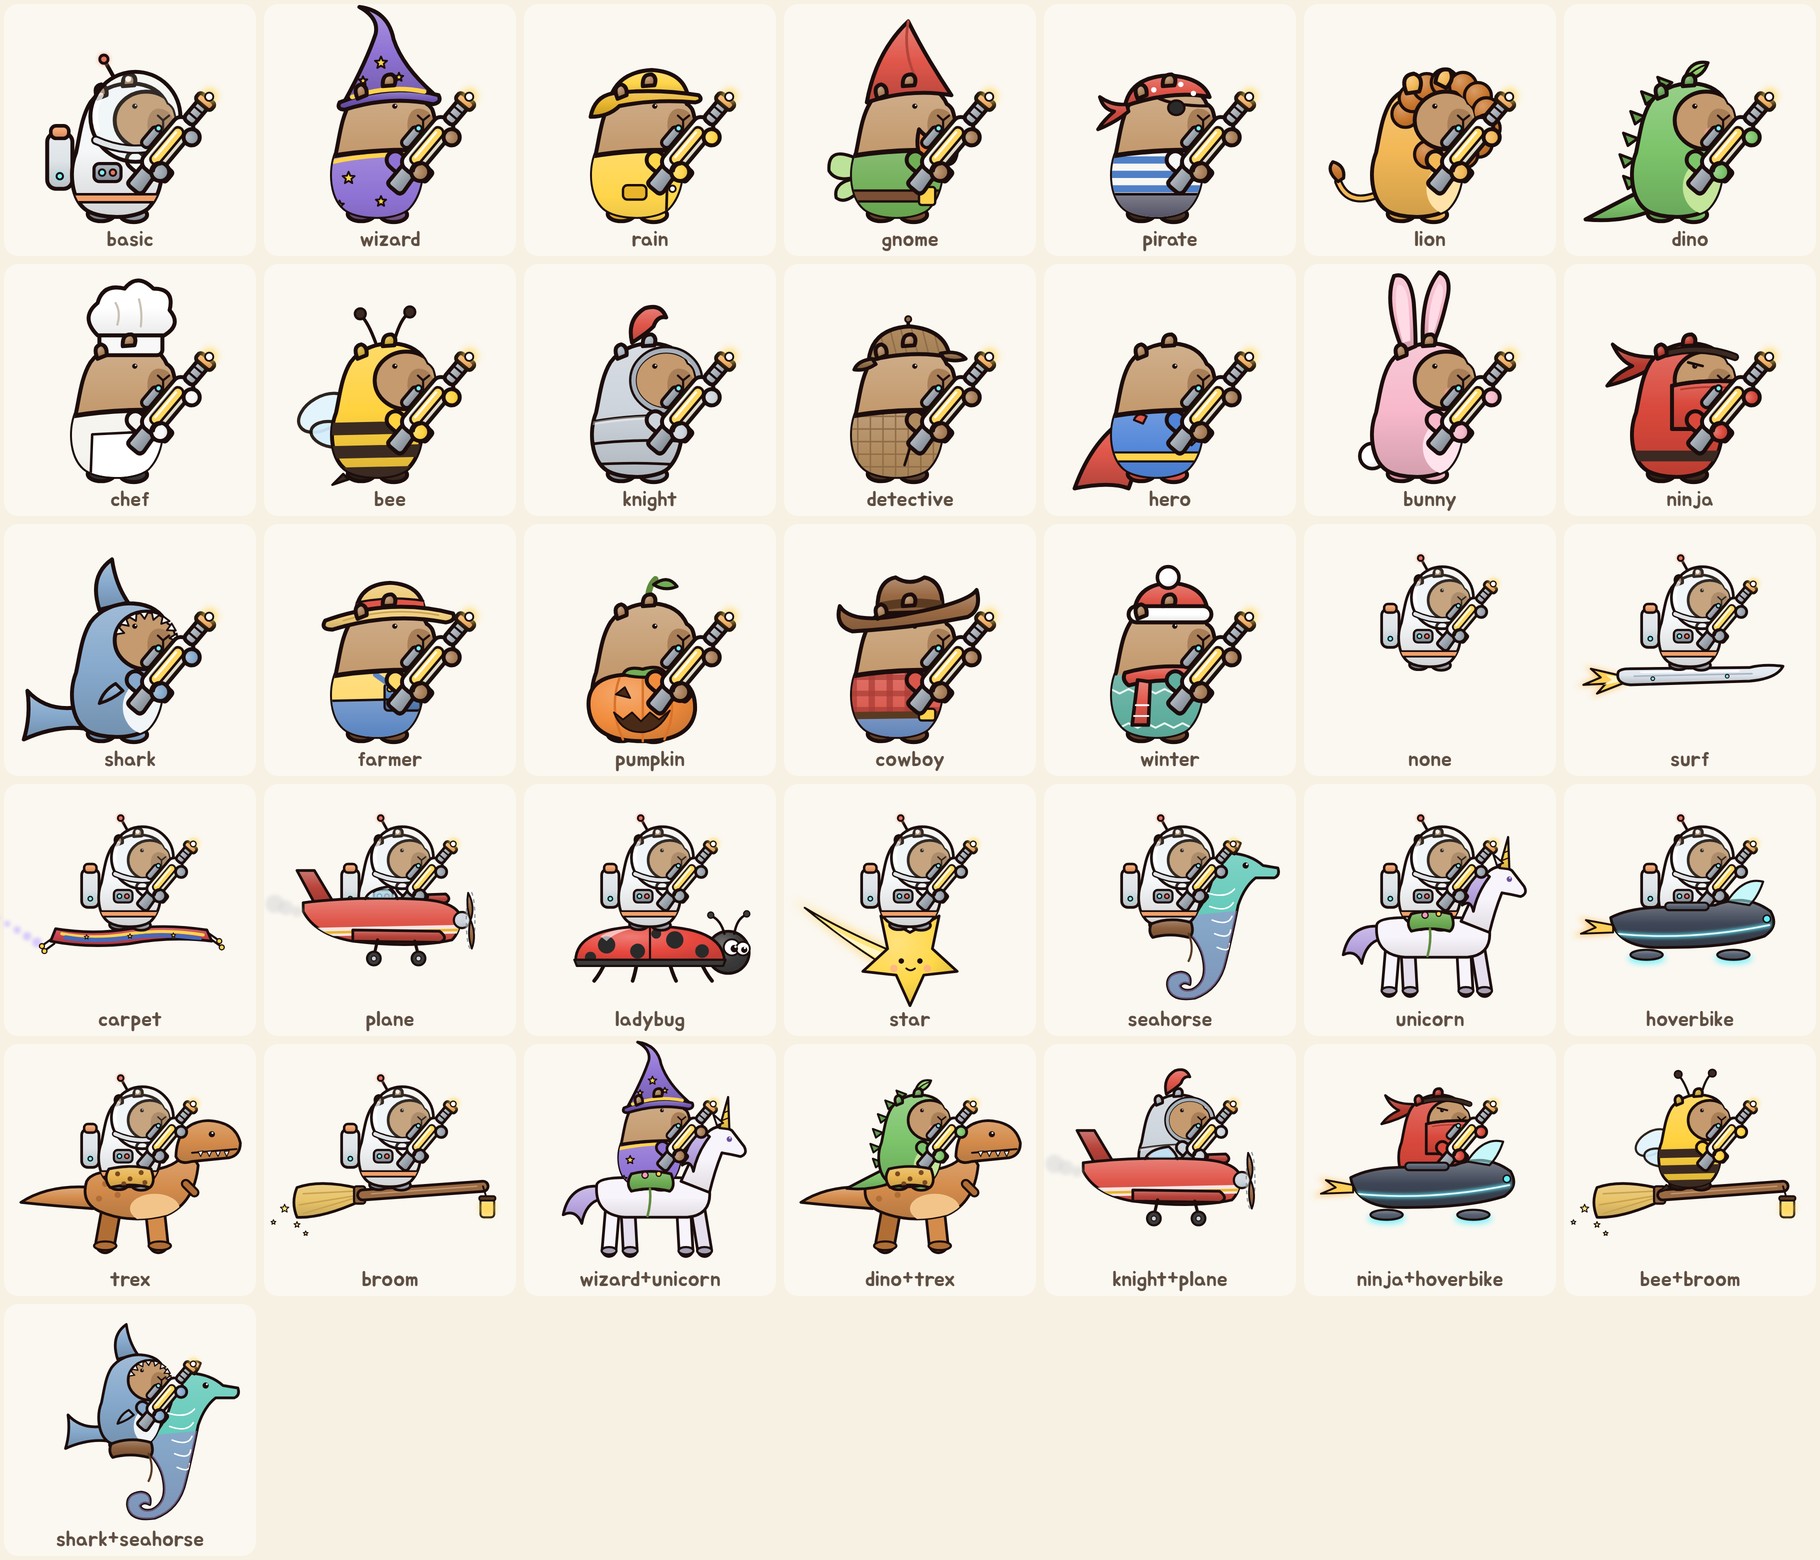 basic
wizard
rain
gnome
pirate
lion
dino
chef
bee
knight
detective
hero
bunny
ninja
shark
farmer
pumpkin
cowboy
winter
none
surf
carpet
plane
ladybug
star
seahorse
unicorn
hoverbike
trex
broom
wizard+unicorn
dino+trex
knight+plane
ninja+hoverbike
bee+broom
shark+seahorse